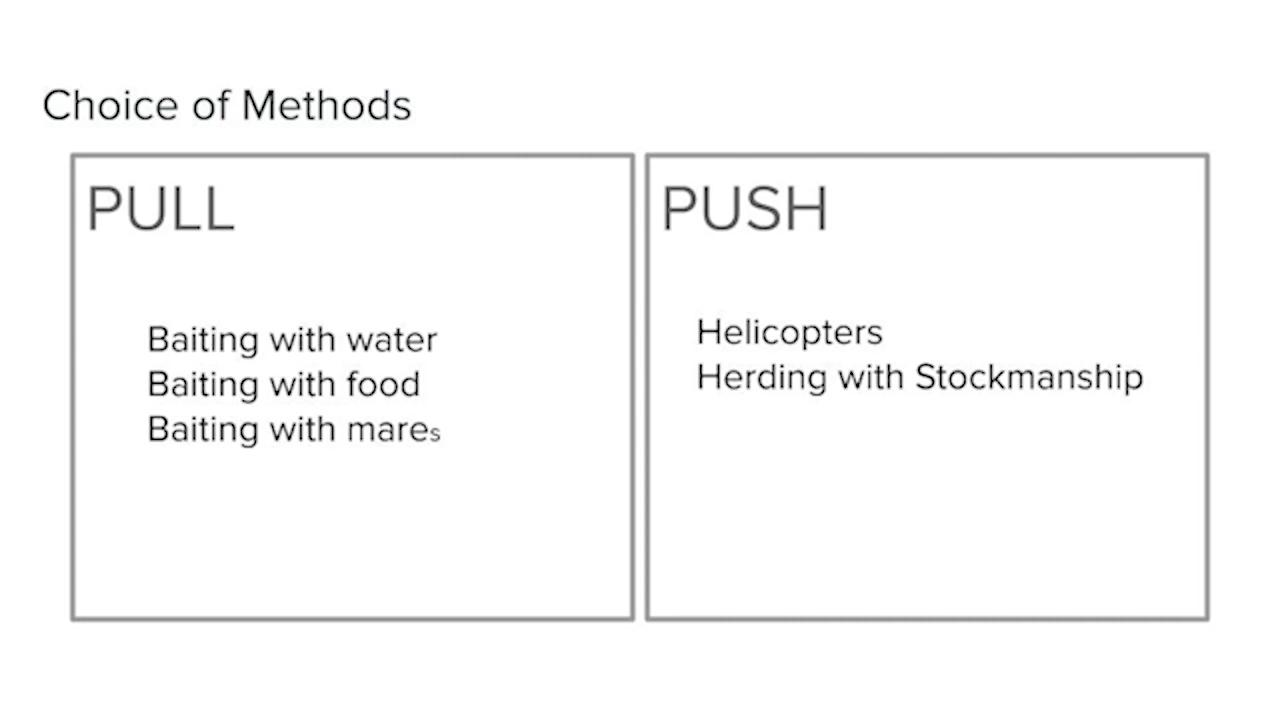 Choice of Methods
PULL
Baiting with water
Baiting with food
Baiting with mares
PUSH
Helicopters
Herding with Stockmanship